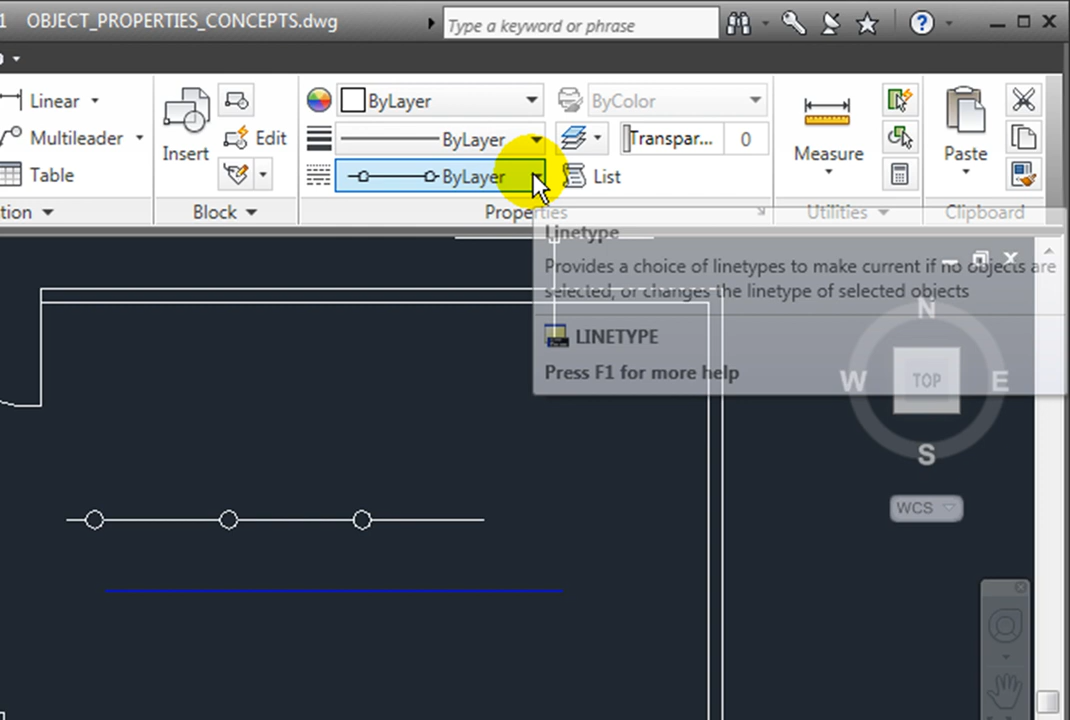 1 OBJECT_PROPERTIES_CONCEPTS.dwg
Type a keyword or phrase
Linear
Multileader
Table
Insert
Edit
Block
ByLayer
ByLayer
ByLayer
ByColor
Transpar... 0
List
Properties
Measure
Utilities
Paste
Clipboard
Linetype
Provides a choice of linetypes to make current if no objects are
selected, or changes the linetype of selected objects
LINETYPE
Press F1 for more help
N
W TOP E
S
WCS
tion